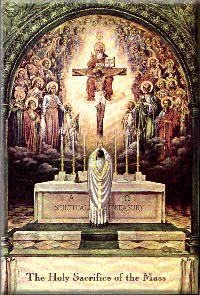 A Ω
SPIRITUAL TREASURY
The Holy Sacrifice of the Mass